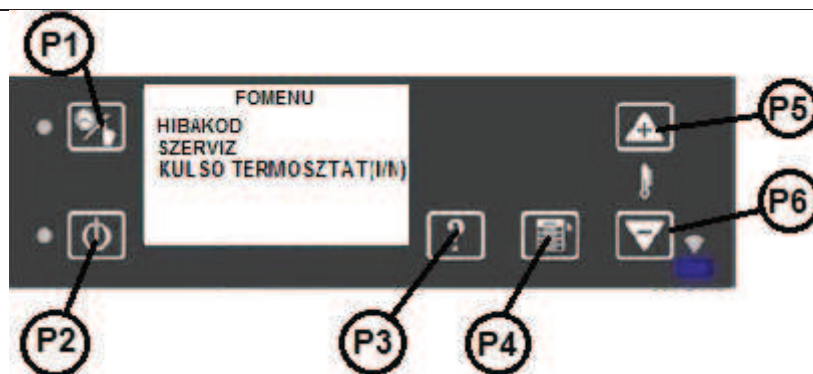 P1
FOMENU
HIBAKOD
SZERVIZ
KULSO TERMOSZTAT(I/N)
P2
?
P3
P4
+
P5
-
P6